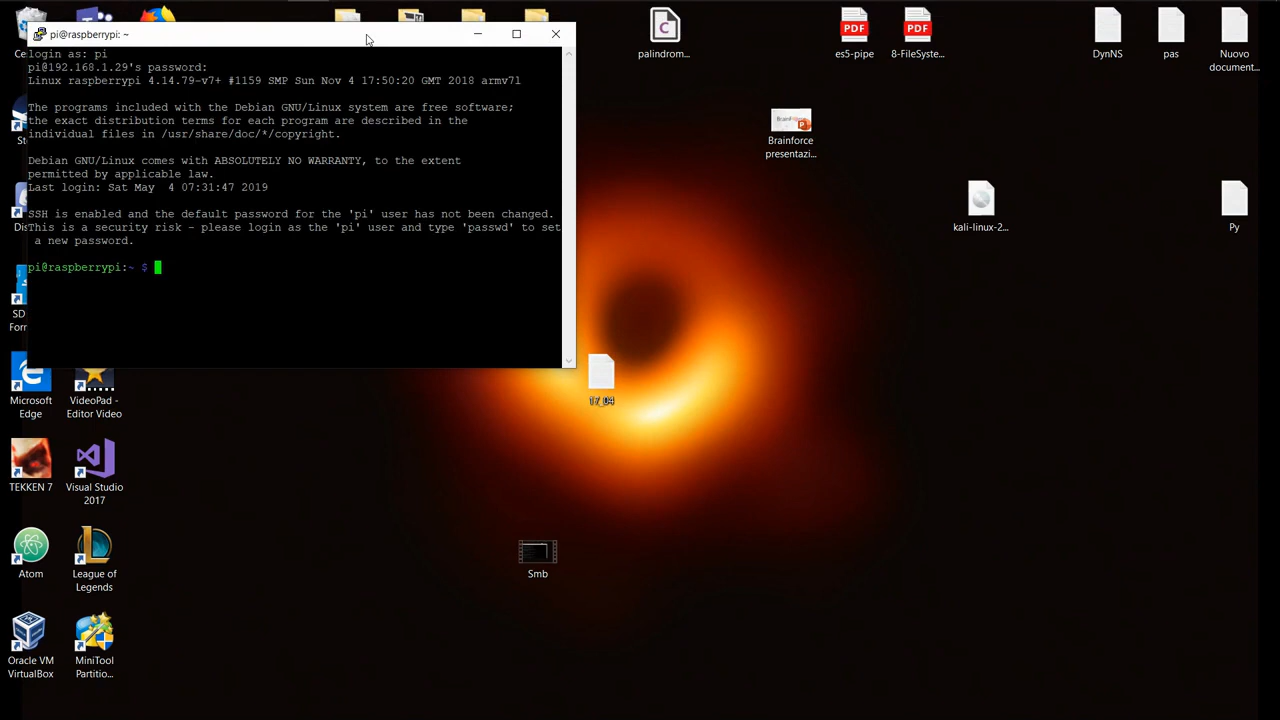 pi@raspberrypi: ~
login as: pi
pi@192.168.1.29's password:
Linux raspberrypi 4.14.79-v7+ #1159 SMP Sun Nov 4 17:50:20 GMT 2018 armv7l
The programs included with the Debian GNU/Linux system are free software;
the exact distribution terms for each program are described in the
individual files in /usr/share/doc/*/copyright.
Debian GNU/Linux comes with ABSOLUTELY NO WARRANTY, to the extent
permitted by applicable law.
Last login: Sat May  4 07:31:47 2019
SSH is enabled and the default password for the 'pi' user has not been changed.
This is a security risk - please login as the 'pi' user and type 'passwd' to set
 a new password.
pi@raspberrypi:~ $
palindrom...
PDF
es5-pipe
PDF
8-FileSyste...
DynNS
pas
Nuovo
document...
Brainforce
presentazi...
kali-linux-2...
Py
Microsoft
Edge
VideoPad -
Editor Video
17_04
TEKKEN 7
Visual Studio
2017
Atom
League of
Legends
Smb
Oracle VM
VirtualBox
MiniTool
Partitio...